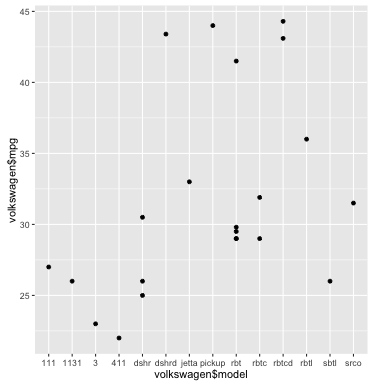 45
40
35
30
25
volkswagen$mpg
111 1131 3 411 dshr dshrd jetta pickup rbt rbtc rbtcd rbtl sbtl srco
volkswagen$model